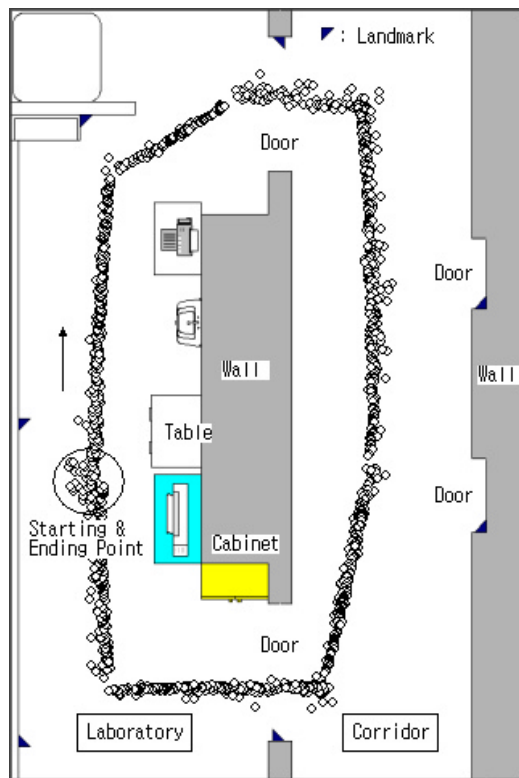 : Landmark
Door
Door
Wall
Wall
Table
Door
Starting &
Ending Point
Cabinet
Door
Laboratory
Corridor